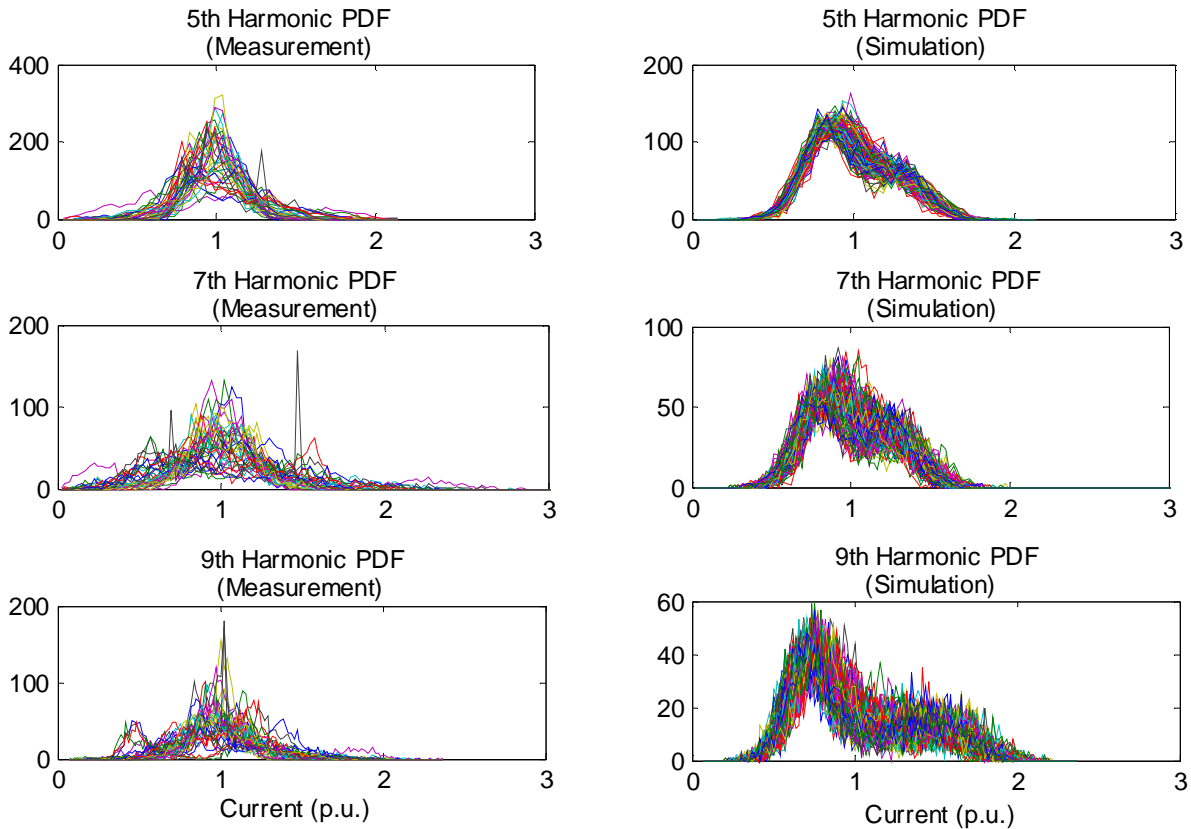 5th Harmonic PDF
(Measurement)
400
200
0
0 1 2 3
5th Harmonic PDF
(Simulation)
200
100
0
0 1 2 3
7th Harmonic PDF
(Measurement)
200
100
0
0 1 2 3
7th Harmonic PDF
(Simulation)
100
50
0
0 1 2 3
9th Harmonic PDF
(Measurement)
200
100
0
0 1 2 3
Current (p.u.)
9th Harmonic PDF
(Simulation)
60
40
20
0
0 1 2 3
Current (p.u.)